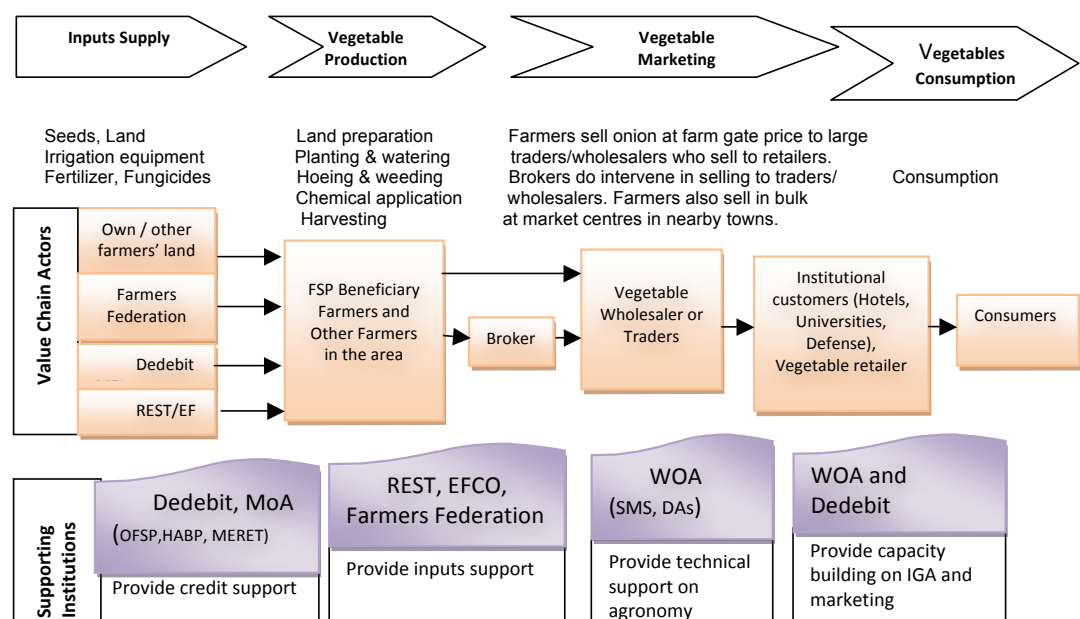 Inputs Supply
Vegetable
Production
Vegetable
Marketing
Vegetables
Consumption
Seeds, Land
Irrigation equipment
Fertilizer, Fungicides
Land preparation
Planting & watering
Hoeing & weeding
Chemical application
Harvesting
Farmers sell onion at farm gate price to large
traders/wholesalers who sell to retailers.
Brokers do intervene in selling to traders/
wholesalers. Farmers also sell in bulk
at market centres in nearby towns.
Consumption
Value Chain Actors
Own / other
farmers' land
Farmers
Federation
Dedebit
REST/EF
FSP Beneficiary
Farmers and
Other Farmers
in the area
Broker
Vegetable
Wholesaler or
Traders
Institutional
customers (Hotels,
Universities,
Defense),
Vegetable retailer
Consumers
Supporting
Institutions
Dedebit, MoA
(OFSP,HABP, MERET)
Provide credit support
REST, EFCO,
Farmers Federation
Provide inputs support
WOA
(SMS, DAs)
Provide technical
support on
agronomy
WOA and
Dedebit
Provide capacity
building on IGA and
marketing